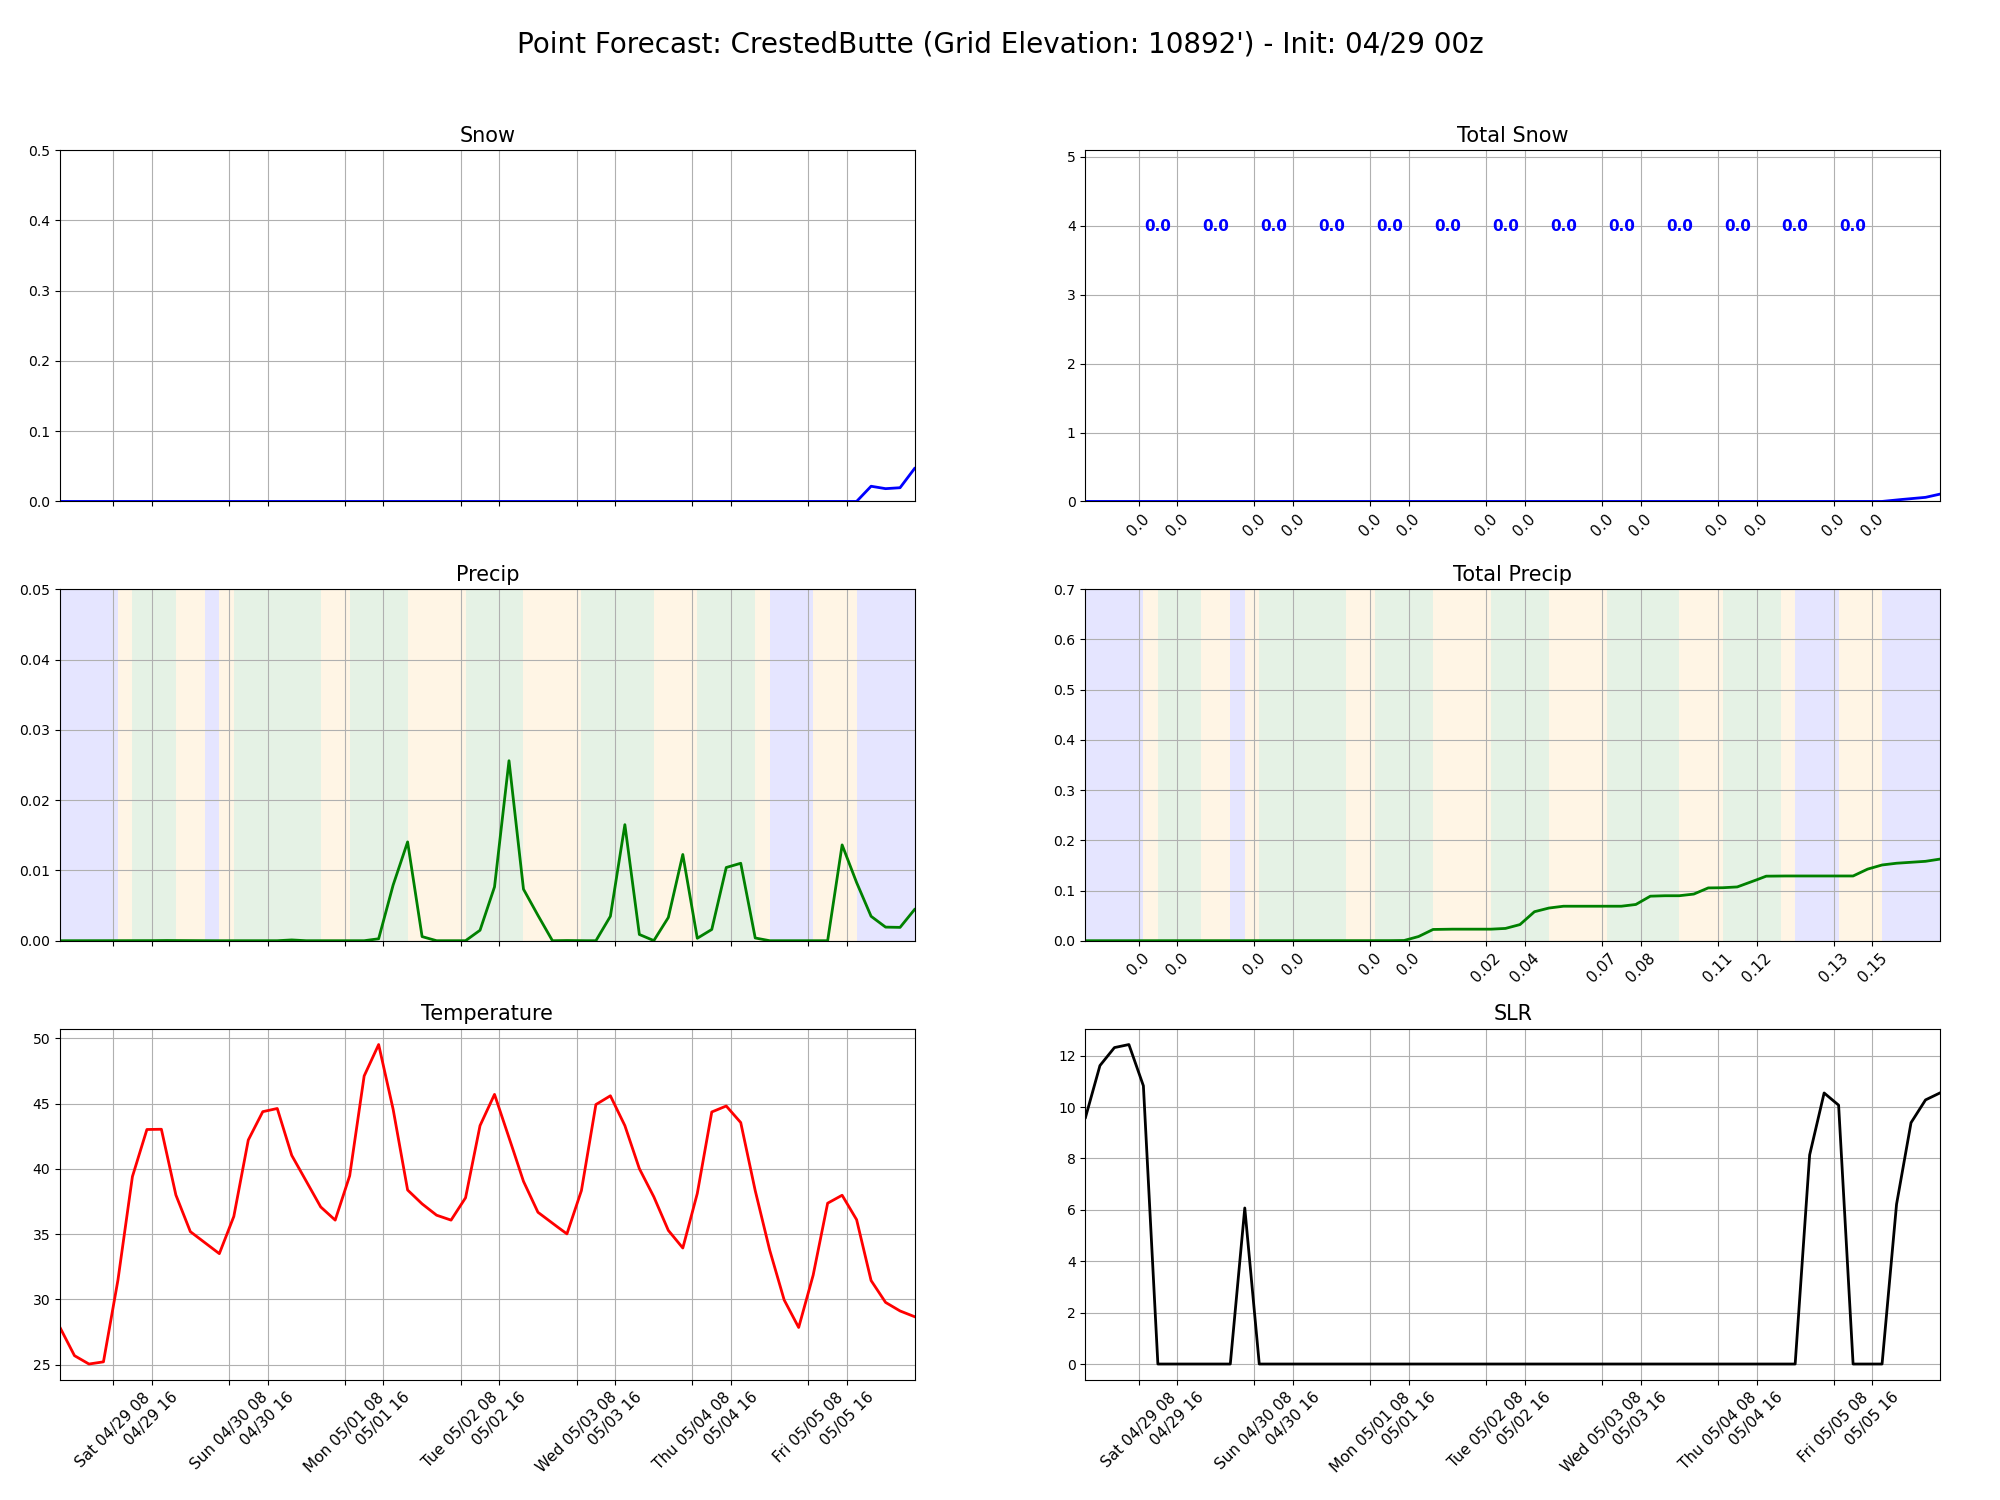 Point Forecast: CrestedButte (Grid Elevation: 10892') - Init: 04/29 00z
Snow
0.5
0.4
0.3
0.2
0.1
0.0
Total Snow
5
4
3
2
1
0
0.0 0.0 0.0 0.0 0.0 0.0 0.0 0.0 0.0 0.0 0.0 0.0 0.0
0.0 0.0 0.0 0.0 0.0 0.0 0.0 0.0 0.0 0.0 0.0 0.0 0.0 0.0
Precip
0.05
0.04
0.03
0.02
0.01
0.00
Total Precip
0.7
0.6
0.5
0.4
0.3
0.2
0.1
0.0
0.0 0.0 0.0 0.0 0.0 0.0 0.02 0.04 0.07 0.08 0.11 0.12 0.13 0.15
Temperature
50
45
40
35
30
25
Sat 04/29 08
04/29 16
Sun 04/30 08
04/30 16
Mon 05/01 08
05/01 16
Tue 05/02 08
05/02 16
Wed 05/03 08
05/03 16
Thu 05/04 08
05/04 16
Fri 05/05 08
05/05 16
SLR
12
10
8
6
4
2
0
Sat 04/29 08
04/29 16
Sun 04/30 08
04/30 16
Mon 05/01 08
05/01 16
Tue 05/02 08
05/02 16
Wed 05/03 08
05/03 16
Thu 05/04 08
05/04 16
Fri 05/05 08
05/05 16